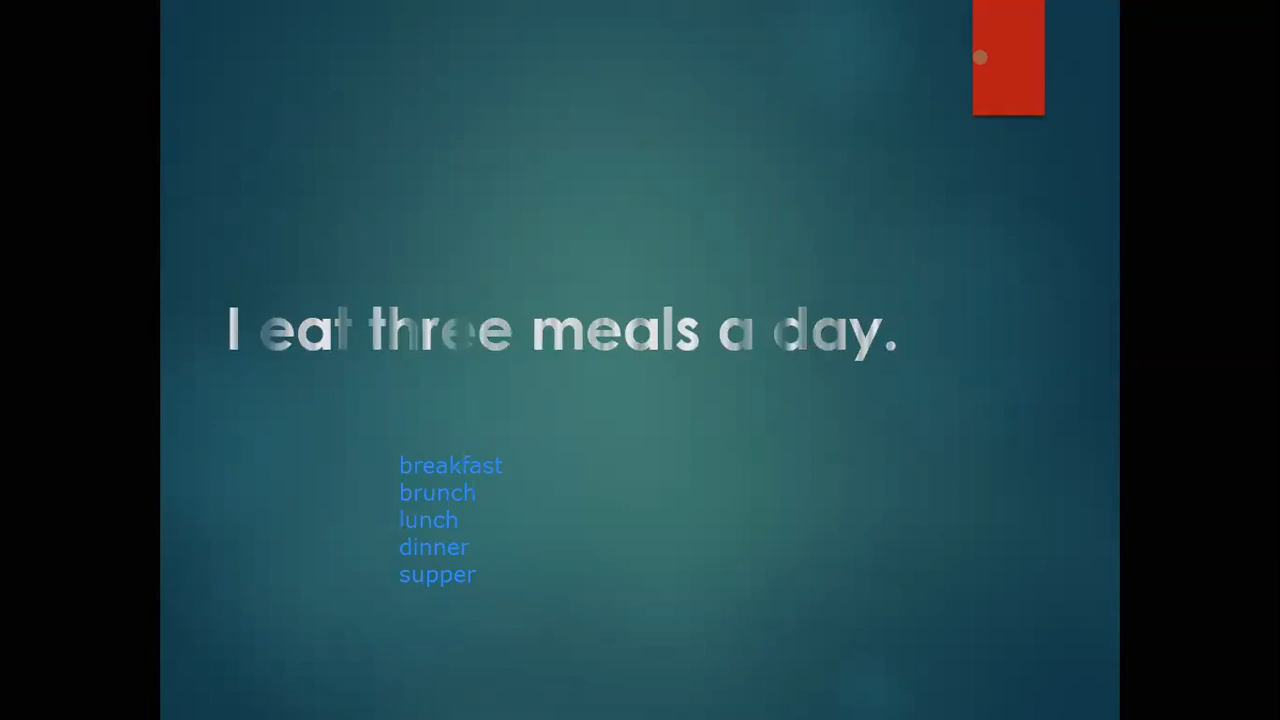 I eat three meals a day.
breakfast
brunch
lunch
dinner
supper